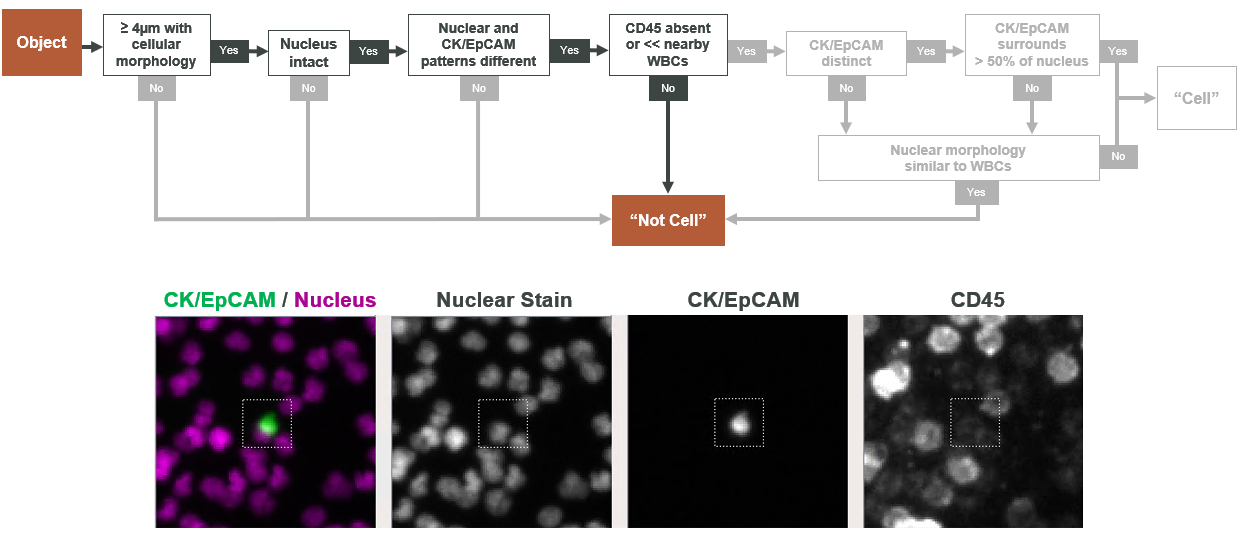 Object
≥ 4µm with
cellular
morphology
Yes
No
Nucleus
intact
Yes
No
Nuclear and
CK/EpCAM
patterns different
Yes
No
CD45 absent
or << nearby
WBCs
Yes
No
CK/EpCAM
distinct
Yes
No
CK/EpCAM
surrounds
> 50% of nucleus
Yes
No
“Cell”
Nuclear morphology
similar to WBCs
No
Yes
“Not Cell”
CK/EpCAM / Nucleus
Nuclear Stain
CK/EpCAM
CD45